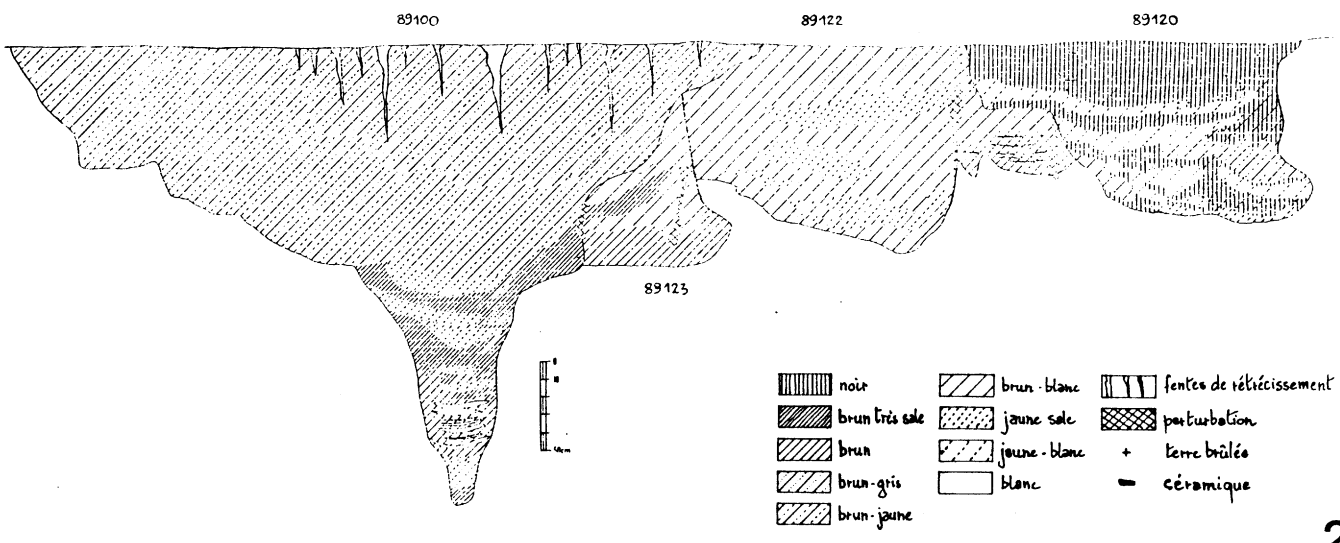 89100
89122
89120
89123
noir
brun très sale
brun
brun-gris
brun-jaune
brun-blanc
jaune sale
jaune-blanc
blanc
fentes de rétrécissement
perturbation
terre brûlée
céramique
2